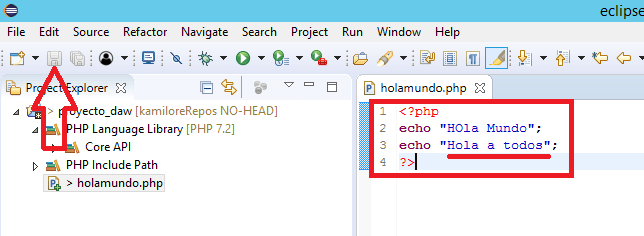 eclipse
File Edit Source Refactor Navigate Search Project Run Window Help
Project Explorer
holamundo.php
> proyecto_daw [kamiloreRepos NO-HEAD]
PHP Language Library [PHP 7.2]
Core API
PHP Include Path
> holamundo.php
1 <?php
2 echo "HOla Mundo";
3 echo "Hola a todos";
4 ?>